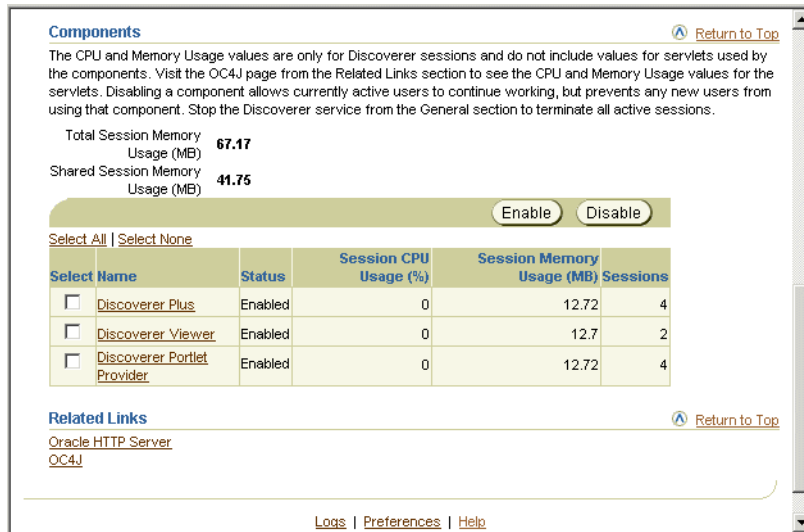 Components
Return to Top
The CPU and Memory Usage values are only for Discoverer sessions and do not include values for servlets used by
the components. Visit the OC4J page from the Related Links section to see the CPU and Memory Usage values for the
servlets. Disabling a component allows currently active users to continue working, but prevents any new users from
using that component. Stop the Discoverer service from the General section to terminate all active sessions.
Total Session Memory
Usage (MB) 67.17
Shared Session Memory
Usage (MB) 41.75
Enable Disable
Select All | Select None
Select Name Status Session CPU Usage (%) Session Memory Usage (MB) Sessions
Discoverer Plus Enabled 0 12.72 4
Discoverer Viewer Enabled 0 12.7 2
Discoverer Portlet
Provider Enabled 0 12.72 4
Related Links
Return to Top
Oracle HTTP Server
OC4J
Logs | Preferences | Help